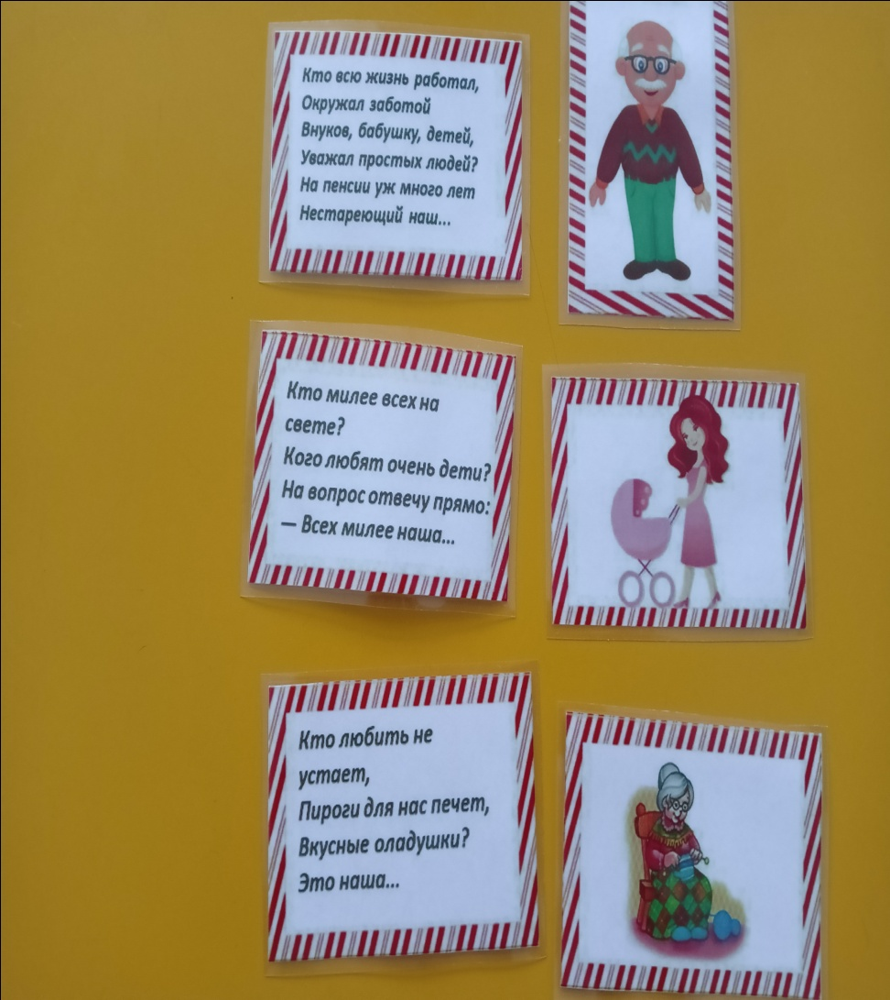 Кто всю жизнь работал,
Окружал заботой
Внуков, бабушку, детей,
Уважал простых людей?
На пенсии уж много лет
Нестареющий наш...
Кто милее всех на
свете?
Кого любят очень дети?
На вопрос отвечу прямо:
— Всех милее наша...
Кто любить не
устает,
Пироги для нас печет,
Вкусные оладушки?
Это наша...